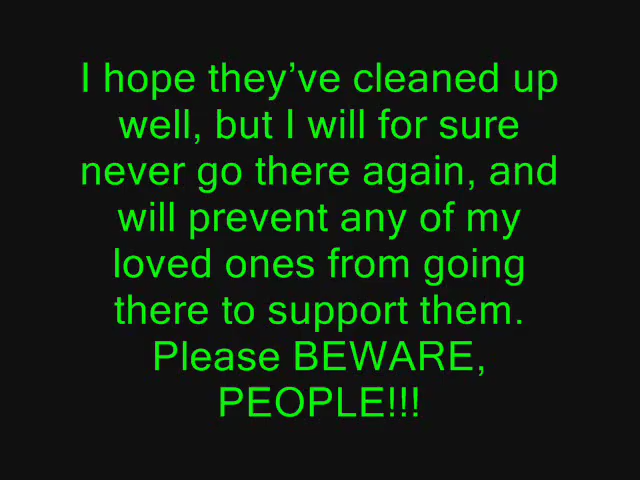 I hope they’ve cleaned up
well, but I will for sure
never go there again, and
will prevent any of my
loved ones from going
there to support them.
Please BEWARE,
PEOPLE!!!